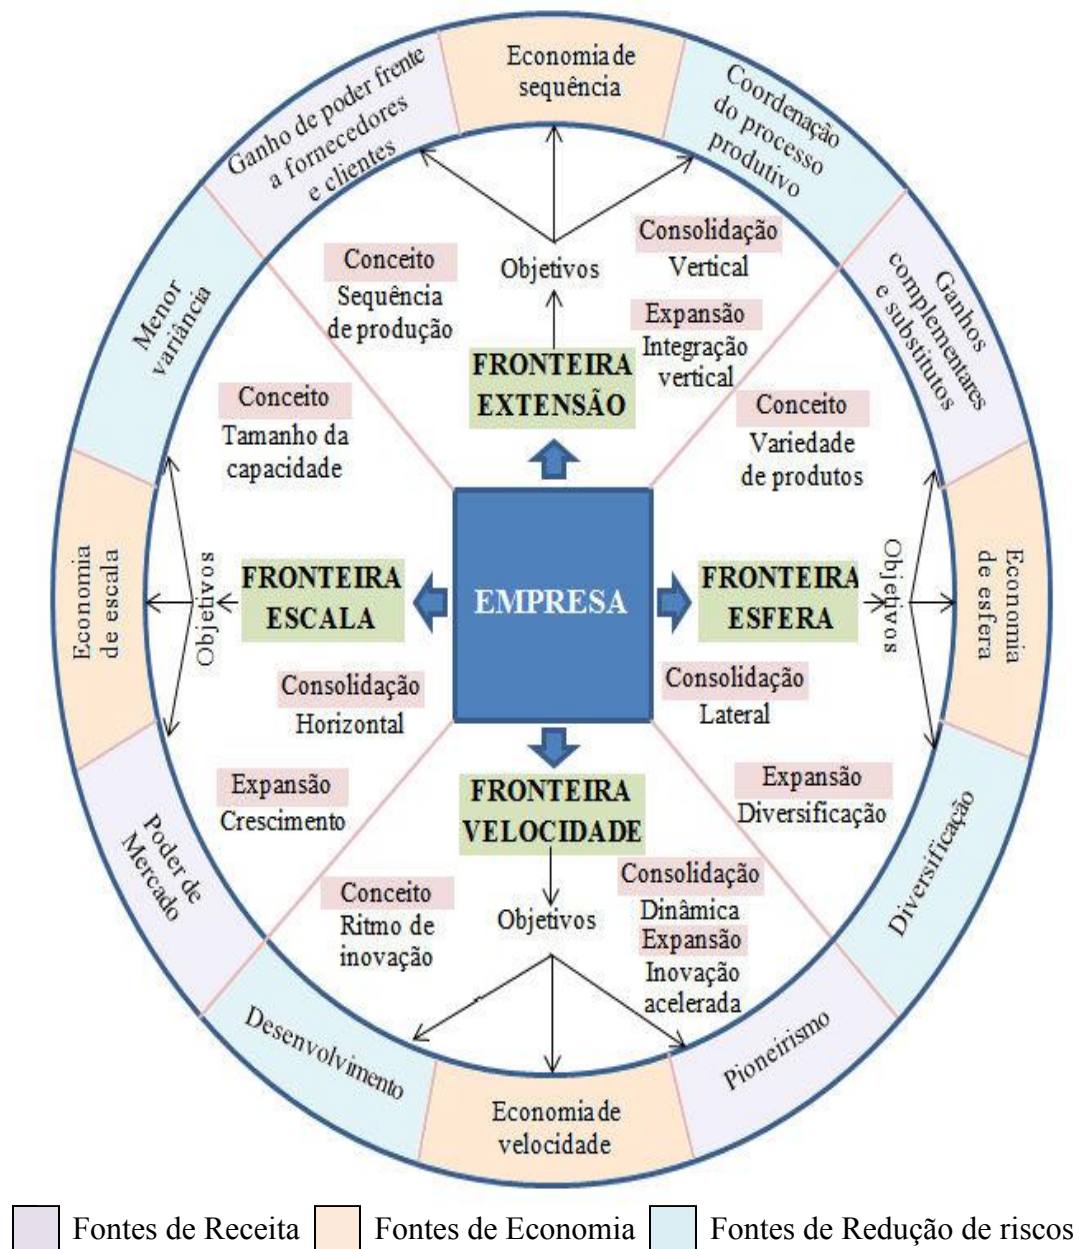 Economia de
sequência
Ganho de poder frente
a fornecedores
e clientes
Coordenação
do processo
produtivo
Menor
variância
Ganhos
complementares
e substitutos
Conceito
Sequência
de produção
Objetivos
Consolidação
Vertical
Expansão
Integração
vertical
FRONTEIRA
EXTENSÃO
Conceito
Tamanho da
capacidade
Conceito
Variedade
de produtos
Economia
de escala
Objetivos
FRONTEIRA
ESCALA
EMPRESA
FRONTEIRA
ESFERA
Objetivos
Economia
de esfera
Consolidação
Horizontal
Consolidação
Lateral
Expansão
Crescimento
Expansão
Diversificação
FRONTEIRA
VELOCIDADE
Poder de
Mercado
Diversificação
Conceito
Ritmo de
inovação
Objetivos
Consolidação
Dinâmica
Expansão
Inovação
acelerada
Desenvolvimento
Economia de
velocidade
Pioneirismo
Fontes de Receita
Fontes de Economia
Fontes de Redução de riscos